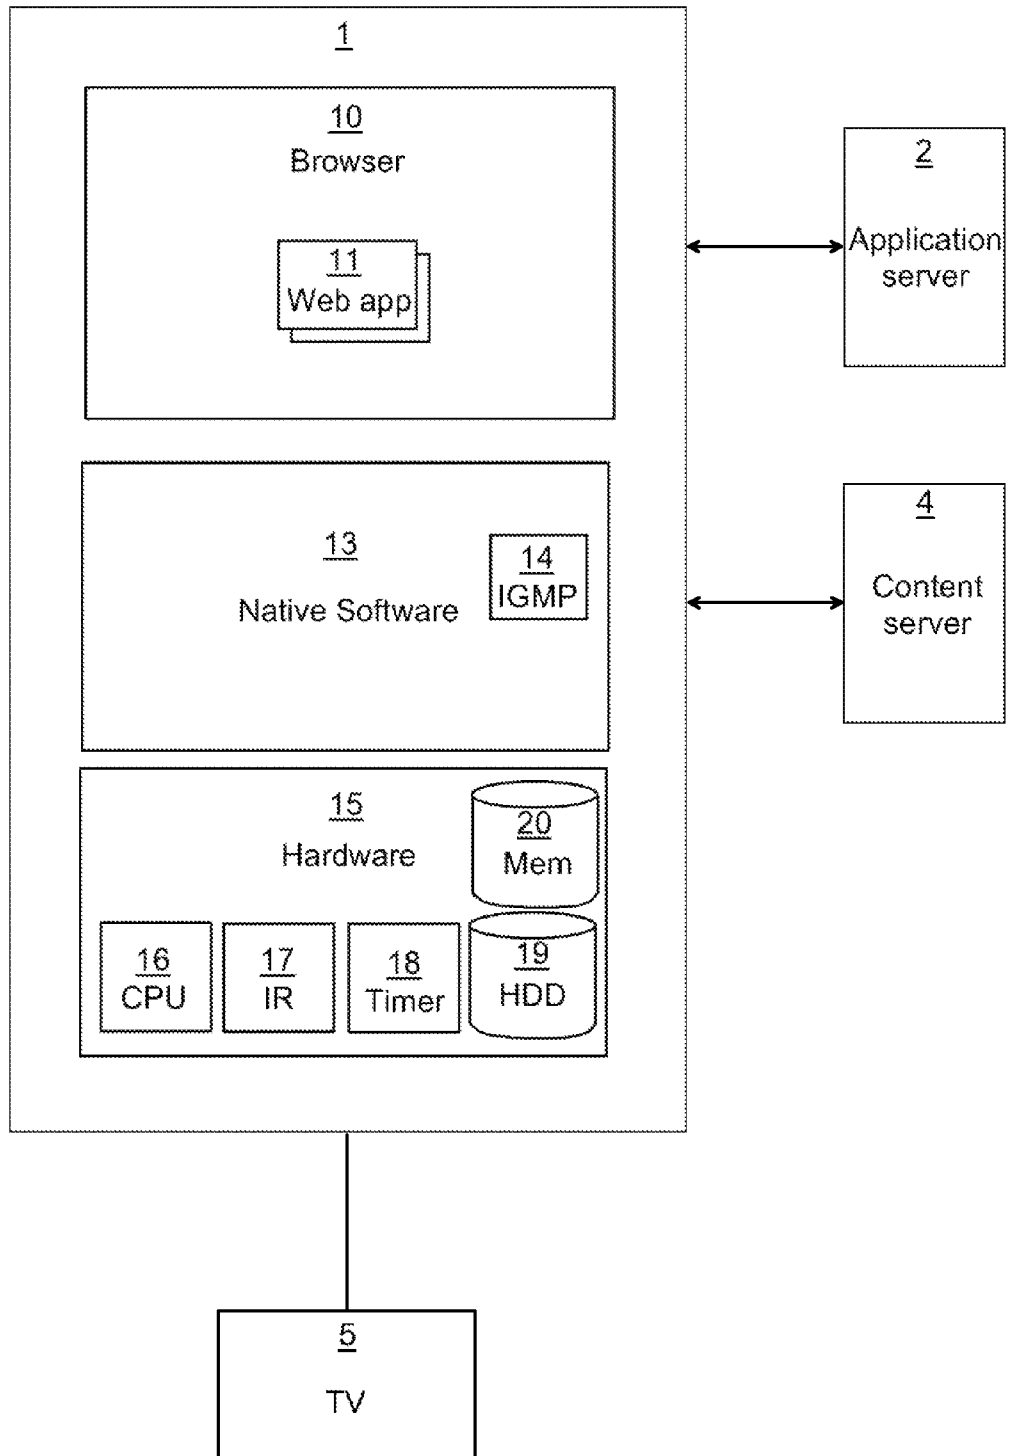 1
10
Browser
11
Web app
2
Application
server
13
Native Software
14
IGMP
4
Content
server
15
Hardware
20
Mem
16
CPU
17
IR
18
Timer
19
HDD
5
TV